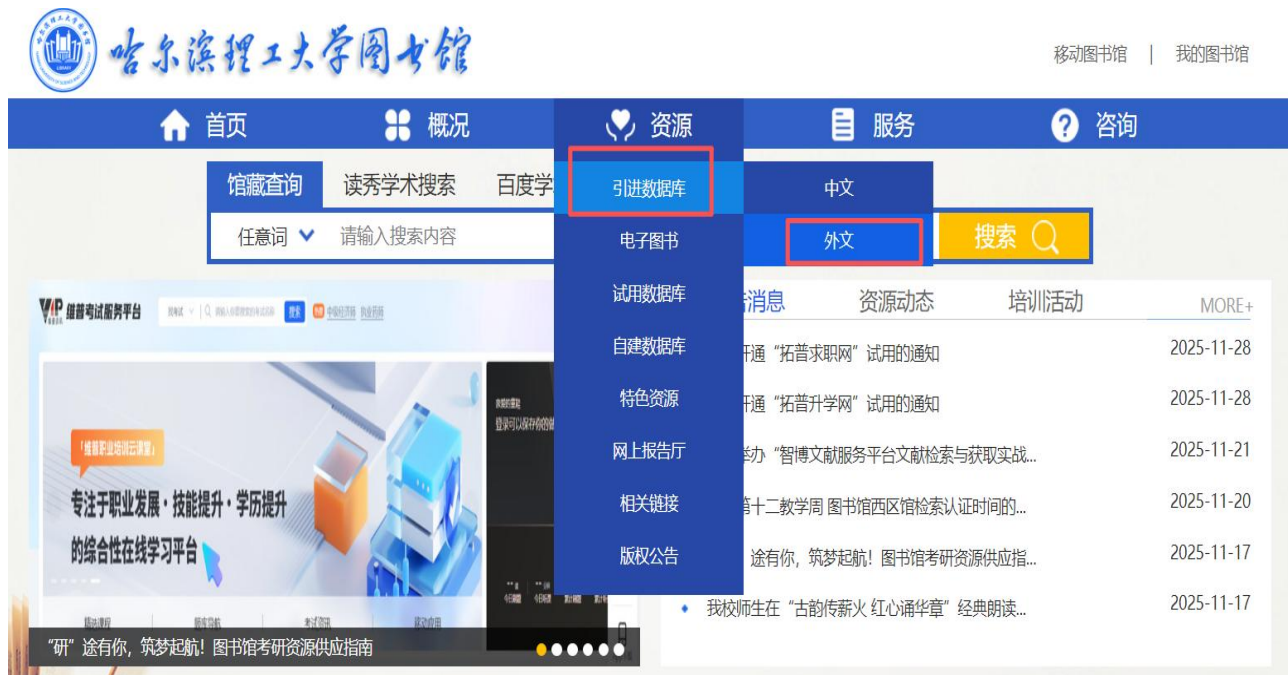 哈尔滨理工大学图书馆
移动图书馆 | 我的图书馆
首页 概况 资源 服务 咨询
馆藏查询 读秀学术搜索 百度学
任意词 请输入搜索内容 搜索
引进数据库 中文
电子图书 外文
试用数据库
自建数据库
特色资源
网上报告厅
相关链接
版权公告
维普考试服务平台 搜索
「维普职业培训云课堂」
专注于职业发展·技能提升·学历提升
的综合性在线学习平台
“研”途有你，筑梦起航！图书馆考研资源供应指南
消息 资源动态 培训活动 MORE+
通“拓普求职网”试用的通知 2025-11-28
通“拓普升学网”试用的通知 2025-11-28
办“智博文献服务平台文献检索与获取实战... 2025-11-21
十二教学周 图书馆西区馆检索认证时间的... 2025-11-20
途有你，筑梦起航！图书馆考研资源供应指... 2025-11-17
我校师生在“古韵传薪火 红心诵华章”经典朗读... 2025-11-17